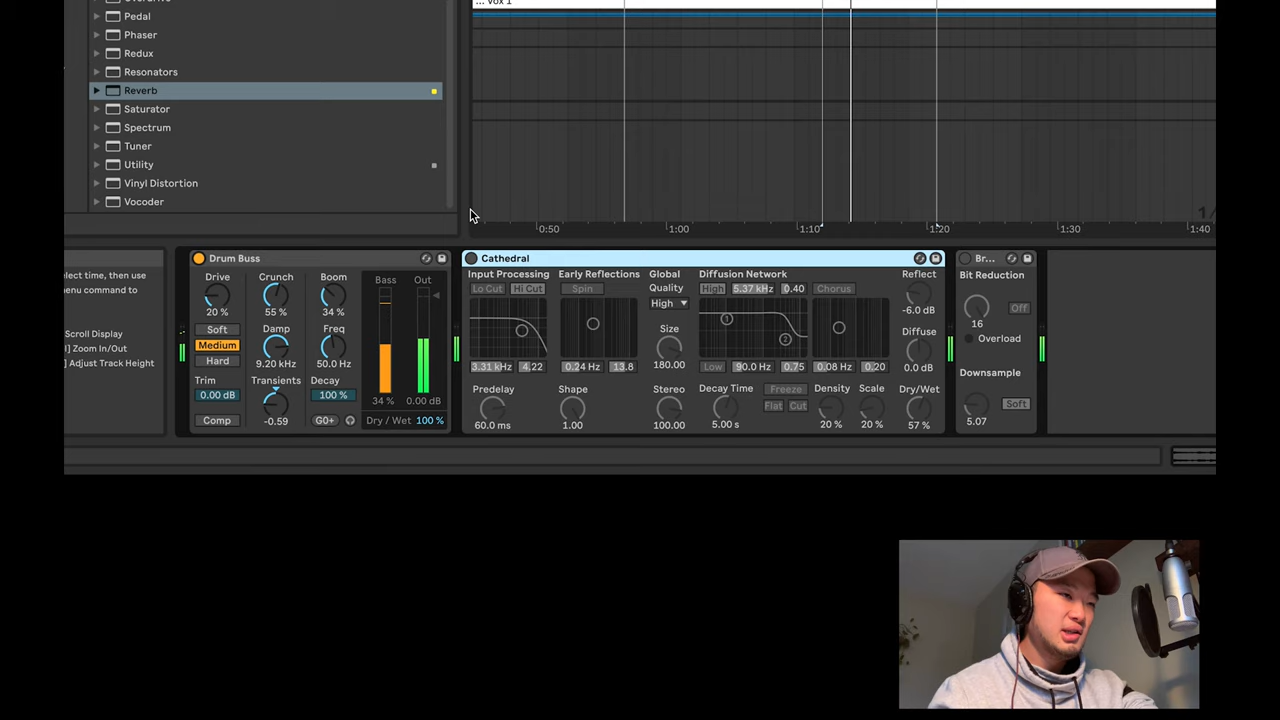 ... Vox 1
Pedal
Phaser
Redux
Resonators
Reverb
Saturator
Spectrum
Tuner
Utility
Vinyl Distortion
Vocoder
0:50 1:00 1:10 1:20 1:30 1:40
elect time, then use
menu command to
Scroll Display
] Zoom In/Out
] Adjust Track Height
Drum Buss
Drive Crunch Boom Bass Out
20 % 55 % 34 %
Soft Damp Freq
Medium
Hard 9.20 kHz 50.0 Hz
Trim Transients Decay
0.00 dB 100 %
34 % 0.00 dB
Comp -0.59 G0+ Dry / Wet 100 %
Cathedral
Input Processing Early Reflections Global Diffusion Network Reflect
Lo Cut Hi Cut Spin Quality High 5.37 kHz 0.40 Chorus
High -6.0 dB
1
Size Diffuse
2
3.31 kHz 4.22 0.24 Hz 13.8 180.00 Low 90.0 Hz 0.75 0.08 Hz 0.20 0.0 dB
Predelay Shape Stereo Decay Time Freeze Density Scale Dry/Wet
Flat Cut
60.0 ms 1.00 100.00 5.00 s 20 % 20 % 57 %
Br...
Bit Reduction
Off
16
Overload
Downsample
Soft
5.07